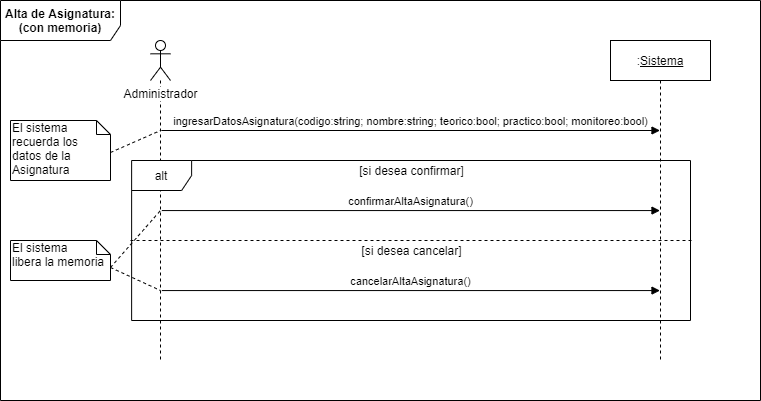 Alta de Asignatura:
(con memoria)
Administrador
:Sistema
ingresarDatosAsignatura(codigo:string; nombre:string; teorico:bool; practico:bool; monitoreo:bool)
El sistema
recuerda los
datos de la
Asignatura
alt
[si desea confirmar]
confirmarAltaAsignatura()
El sistema
libera la memoria
[si desea cancelar]
cancelarAltaAsignatura()